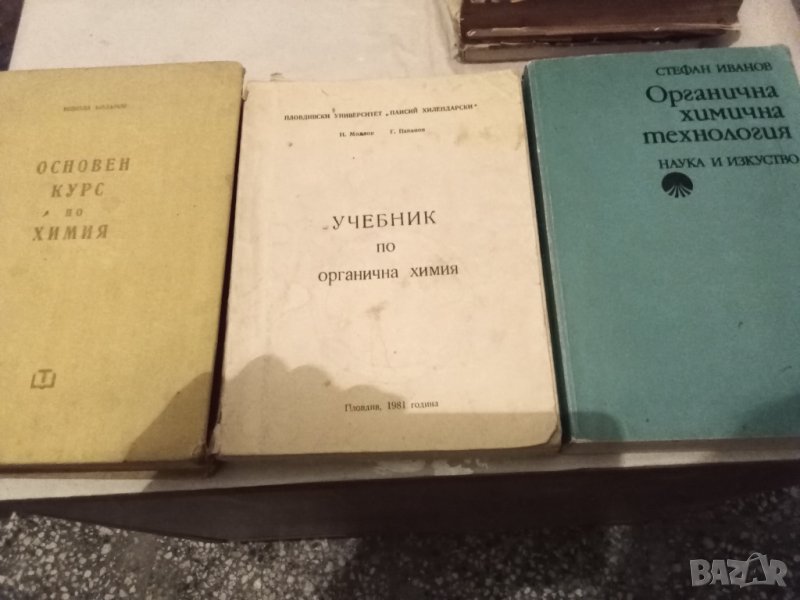 ОСНОВЕН
КУРС
по
ХИМИЯ
ПЛОВДИВСКИ УНИВЕРСИТЕТ „ПАИСИЙ ХИЛЕНДАРСКИ“
Н. Моллов Г.
УЧЕБНИК
ПО
ОРГАНИЧНА ХИМИЯ
Пловдив, 1981 година
СТЕФАН ИВАНОВ
Органична
химична
технология
НАУКА И ИЗКУСТВО
BAZAR